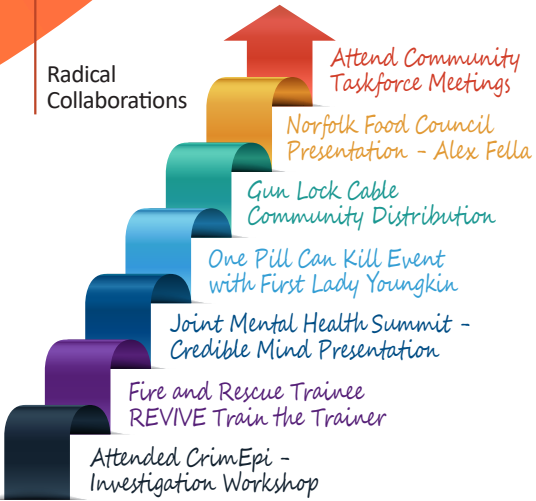 Radical
Collaborations
Attend Community
Taskforce Meetings
Norfolk Food Council
Presentation - Alex Fella
Gun Lock Cable
Community Distribution
One Pill Can Kill Event
with First Lady Youngkin
Joint Mental Health Summit -
Credible Mind Presentation
Fire and Rescue Trainee
REVIVE Train the Trainer
Attended CrimEpi -
Investigation Workshop